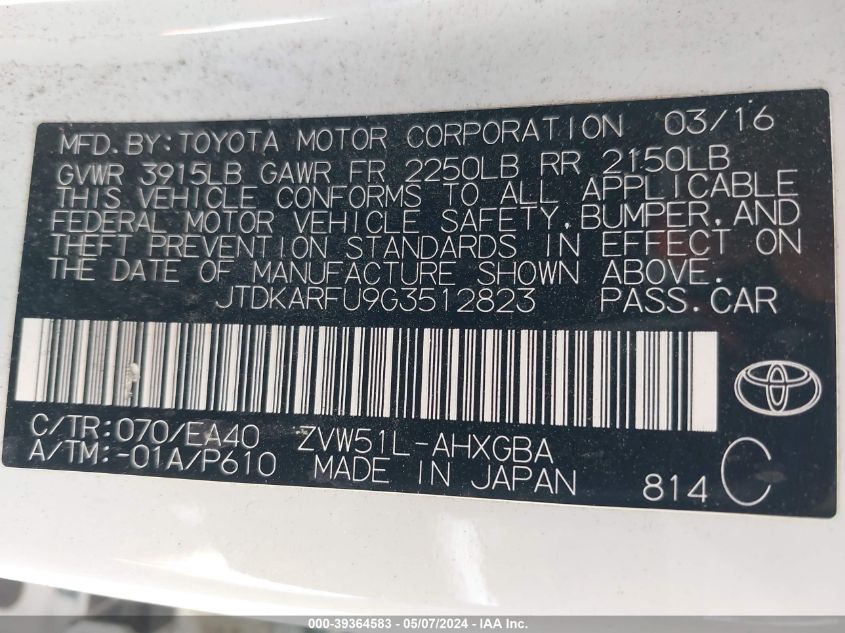 MFD.BY:TOYOTA MOTOR CORPORATION 03/16
GVWR 3915LB GAWR FR 2250LB RR 2150LB
THIS VEHICLE CONFORMS TO ALL APPLICABLE
FEDERAL MOTOR VEHICLE SAFETY,BUMPER,AND
THEFT PREVENTION STANDARDS IN EFFECT ON
THE DATE OF MANUFACTURE SHOWN ABOVE.
JTDKARFU9G3512823 PASS.CAR
C/TR:070/EA40 ZVW51L-AHXGBA
A/TM:-01A/P610 MADE IN JAPAN 814 C
000-39364583 - 05/07/2024 - IAA Inc.